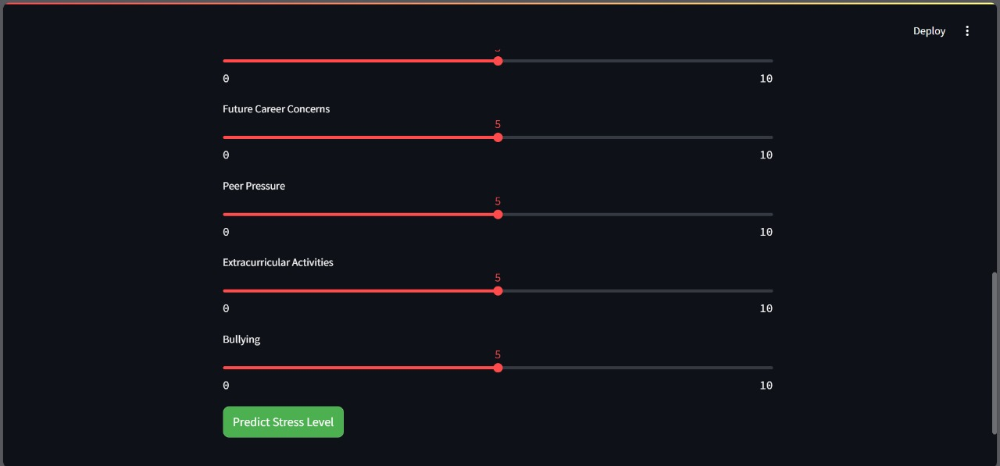 Deploy
0 10
Future Career Concerns
5
0 10
Peer Pressure
5
0 10
Extracurricular Activities
5
0 10
Bullying
5
0 10
Predict Stress Level